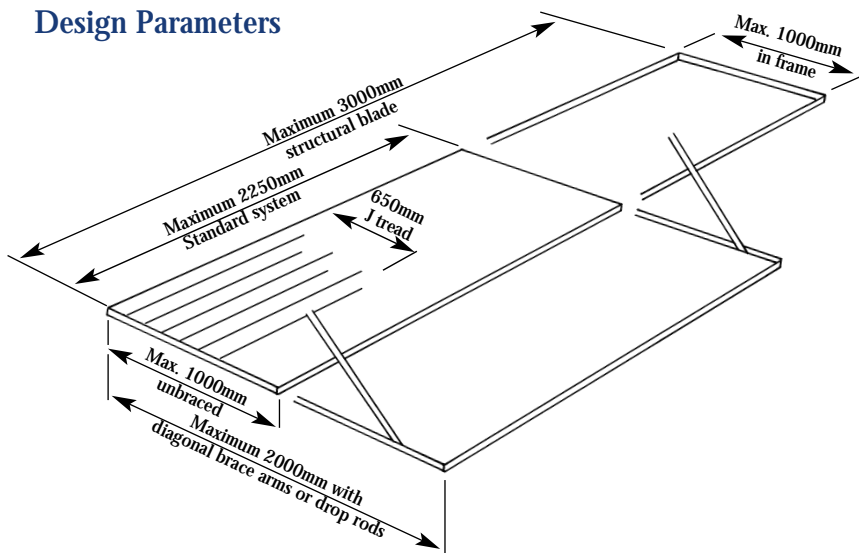 Design Parameters
Max. 1000mm
in frame
Maximum 3000mm
structural blade
Maximum 2250mm
Standard system
650mm
J tread
Max. 1000mm
unbraced
Maximum 2000mm with
diagonal brace arms or drop rods